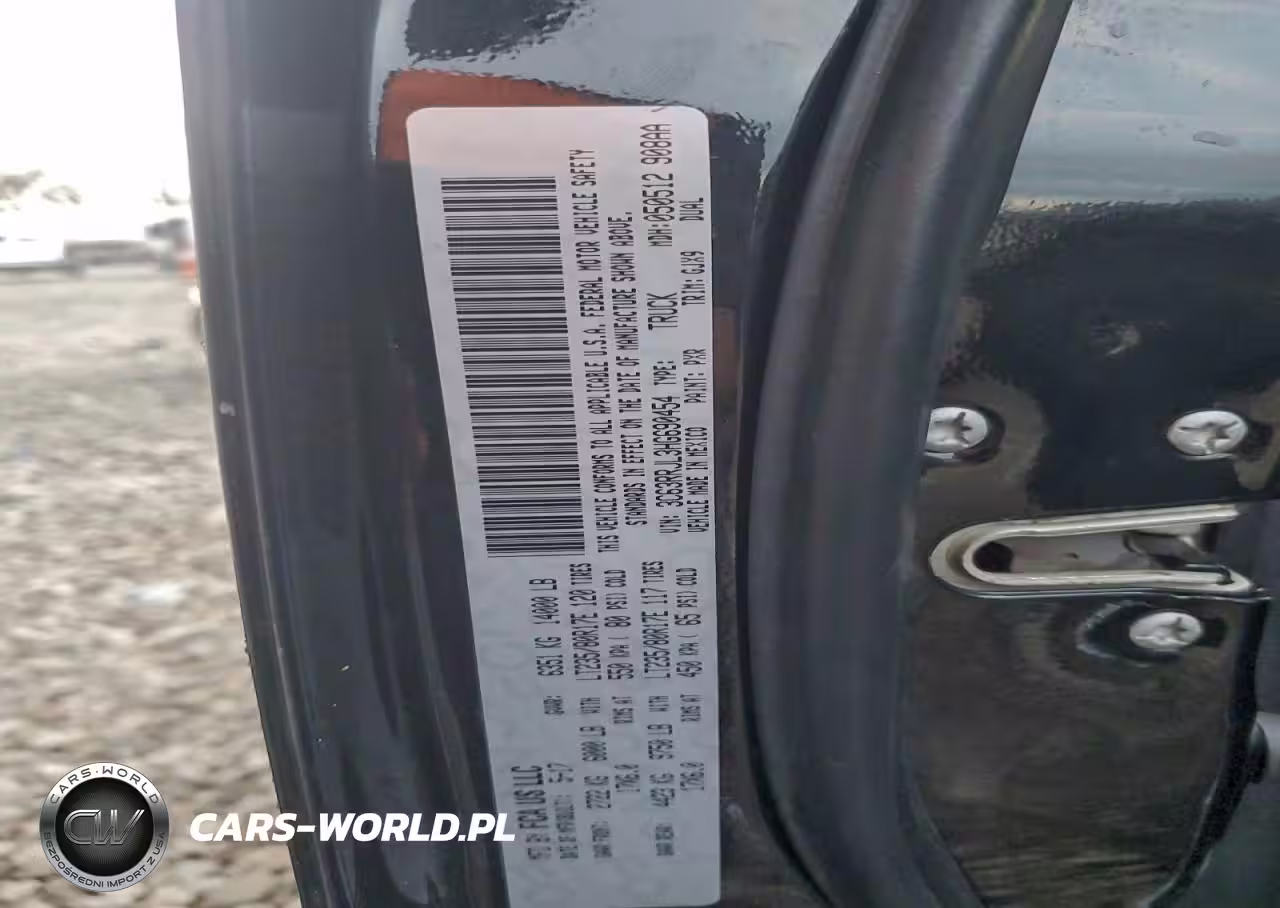 MFD BY: FCA US LLC
DATE OF MFR: 5-17 GVWR: 6351 KG 14000 LB
GAWR FRONT: 2722 KG 6000 LB WITH LT235/80R17E 120 TIRES
17X6.0 RIMS AT 550 KPA ( 80 PSI) COLD
GAWR REAR: 4423 KG 9750 LB WITH LT235/80R17E 117 TIRES
17X6.0 RIMS AT 450 KPA ( 65 PSI) COLD
THIS VEHICLE CONFORMS TO ALL APPLICABLE U.S.A. FEDERAL MOTOR VEHICLE SAFETY
STANDARDS IN EFFECT ON THE DATE OF MANUFACTURE SHOWN ABOVE.
VIN: 3C63RRJL3HG690454 TYPE: TRUCK MDH: 050512 908AA
VEHICLE MADE IN MEXICO PAINT: PXR TRIM: GJX9 DUAL
CARS-WORLD
CW
BEZPOŚREDNI IMPORT Z USA
CARS-WORLD.PL